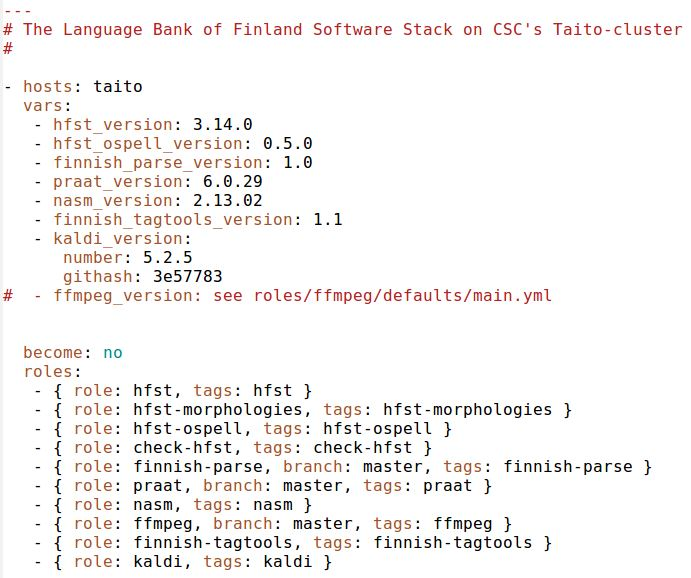 ---
# The Language Bank of Finland Software Stack on CSC's Taito-cluster
#
- hosts: taito
  vars:
   - hfst_version: 3.14.0
   - hfst_ospell_version: 0.5.0
   - finnish_parse_version: 1.0
   - praat_version: 6.0.29
   - nasm_version: 2.13.02
   - finnish_tagtools_version: 1.1
   - kaldi_version:
      number: 5.2.5
      githash: 3e57783
#  - ffmpeg_version: see roles/ffmpeg/defaults/main.yml
  become: no
  roles:
   - { role: hfst, tags: hfst }
   - { role: hfst-morphologies, tags: hfst-morphologies }
   - { role: hfst-ospell, tags: hfst-ospell }
   - { role: check-hfst, tags: check-hfst }
   - { role: finnish-parse, branch: master, tags: finnish-parse }
   - { role: praat, branch: master, tags: praat }
   - { role: nasm, tags: nasm }
   - { role: ffmpeg, branch: master, tags: ffmpeg }
   - { role: finnish-tagtools, tags: finnish-tagtools }
   - { role: kaldi, tags: kaldi }